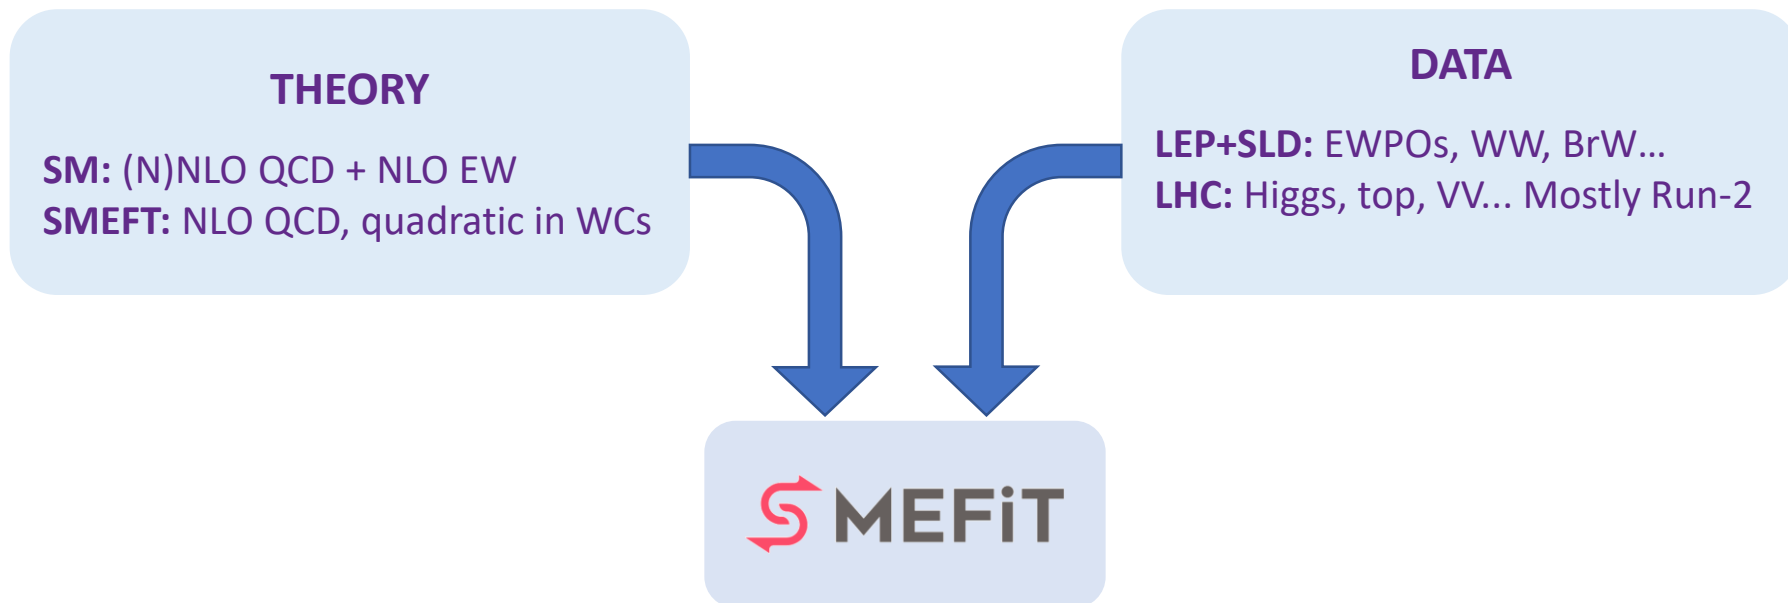 THEORY
SM: (N)NLO QCD + NLO EW
SMEFT: NLO QCD, quadratic in WCs
DATA
LEP+SLD: EWPOs, WW, BrW...
LHC: Higgs, top, VV... Mostly Run-2
SMEFiT